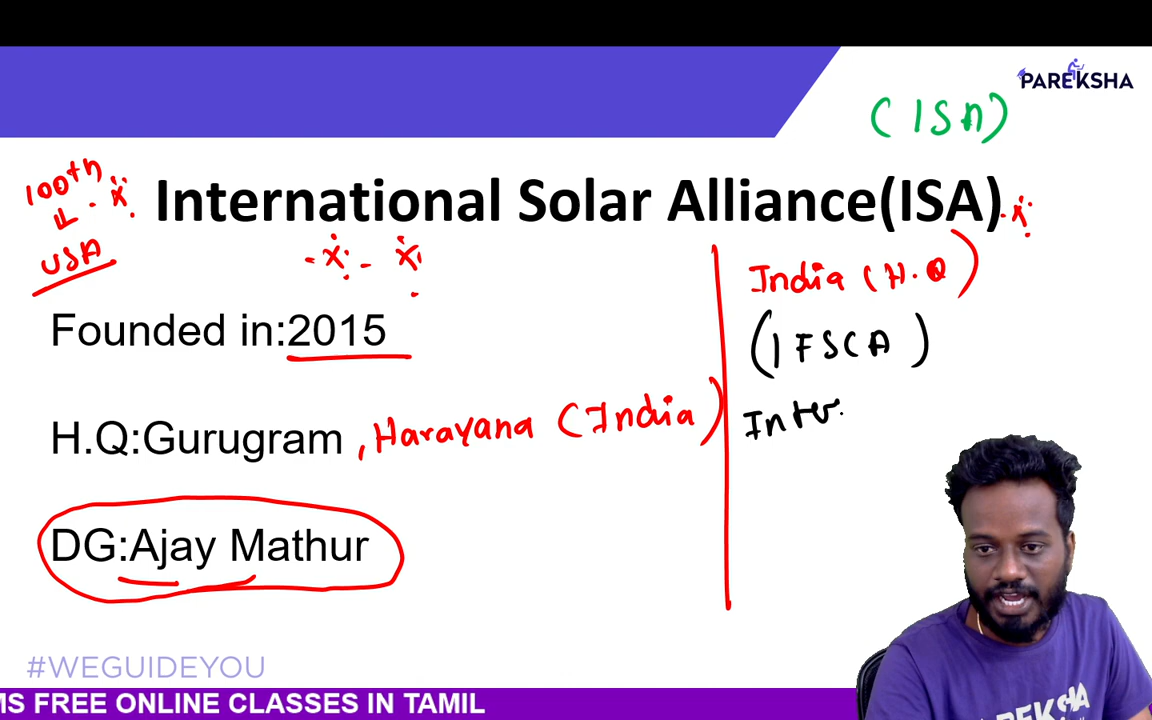 PAREKSHA
(ISA)
100th
USA
International Solar Alliance(ISA)
India (H.Q)
Founded in:2015
(IFSCA)
H.Q:Gurugram , Harayana (India)
Inter
DG:Ajay Mathur
#WEGUIDEYOU
MS FREE ONLINE CLASSES IN TAMIL